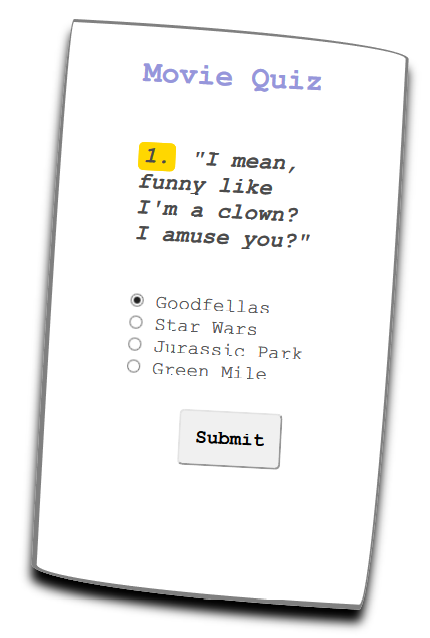 Movie Quiz
1. "I mean,
funny like
I'm a clown?
I amuse you?"
Goodfellas
Star Wars
Jurassic Park
Green Mile
Submit